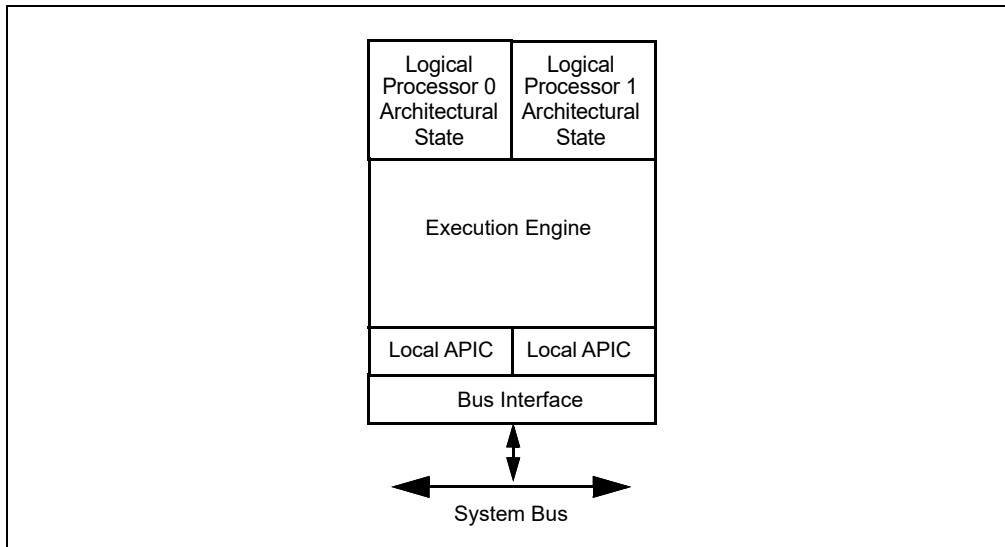 Logical
Processor 0
Architectural
State
Logical
Processor 1
Architectural
State
Execution Engine
Local APIC
Local APIC
Bus Interface
System Bus